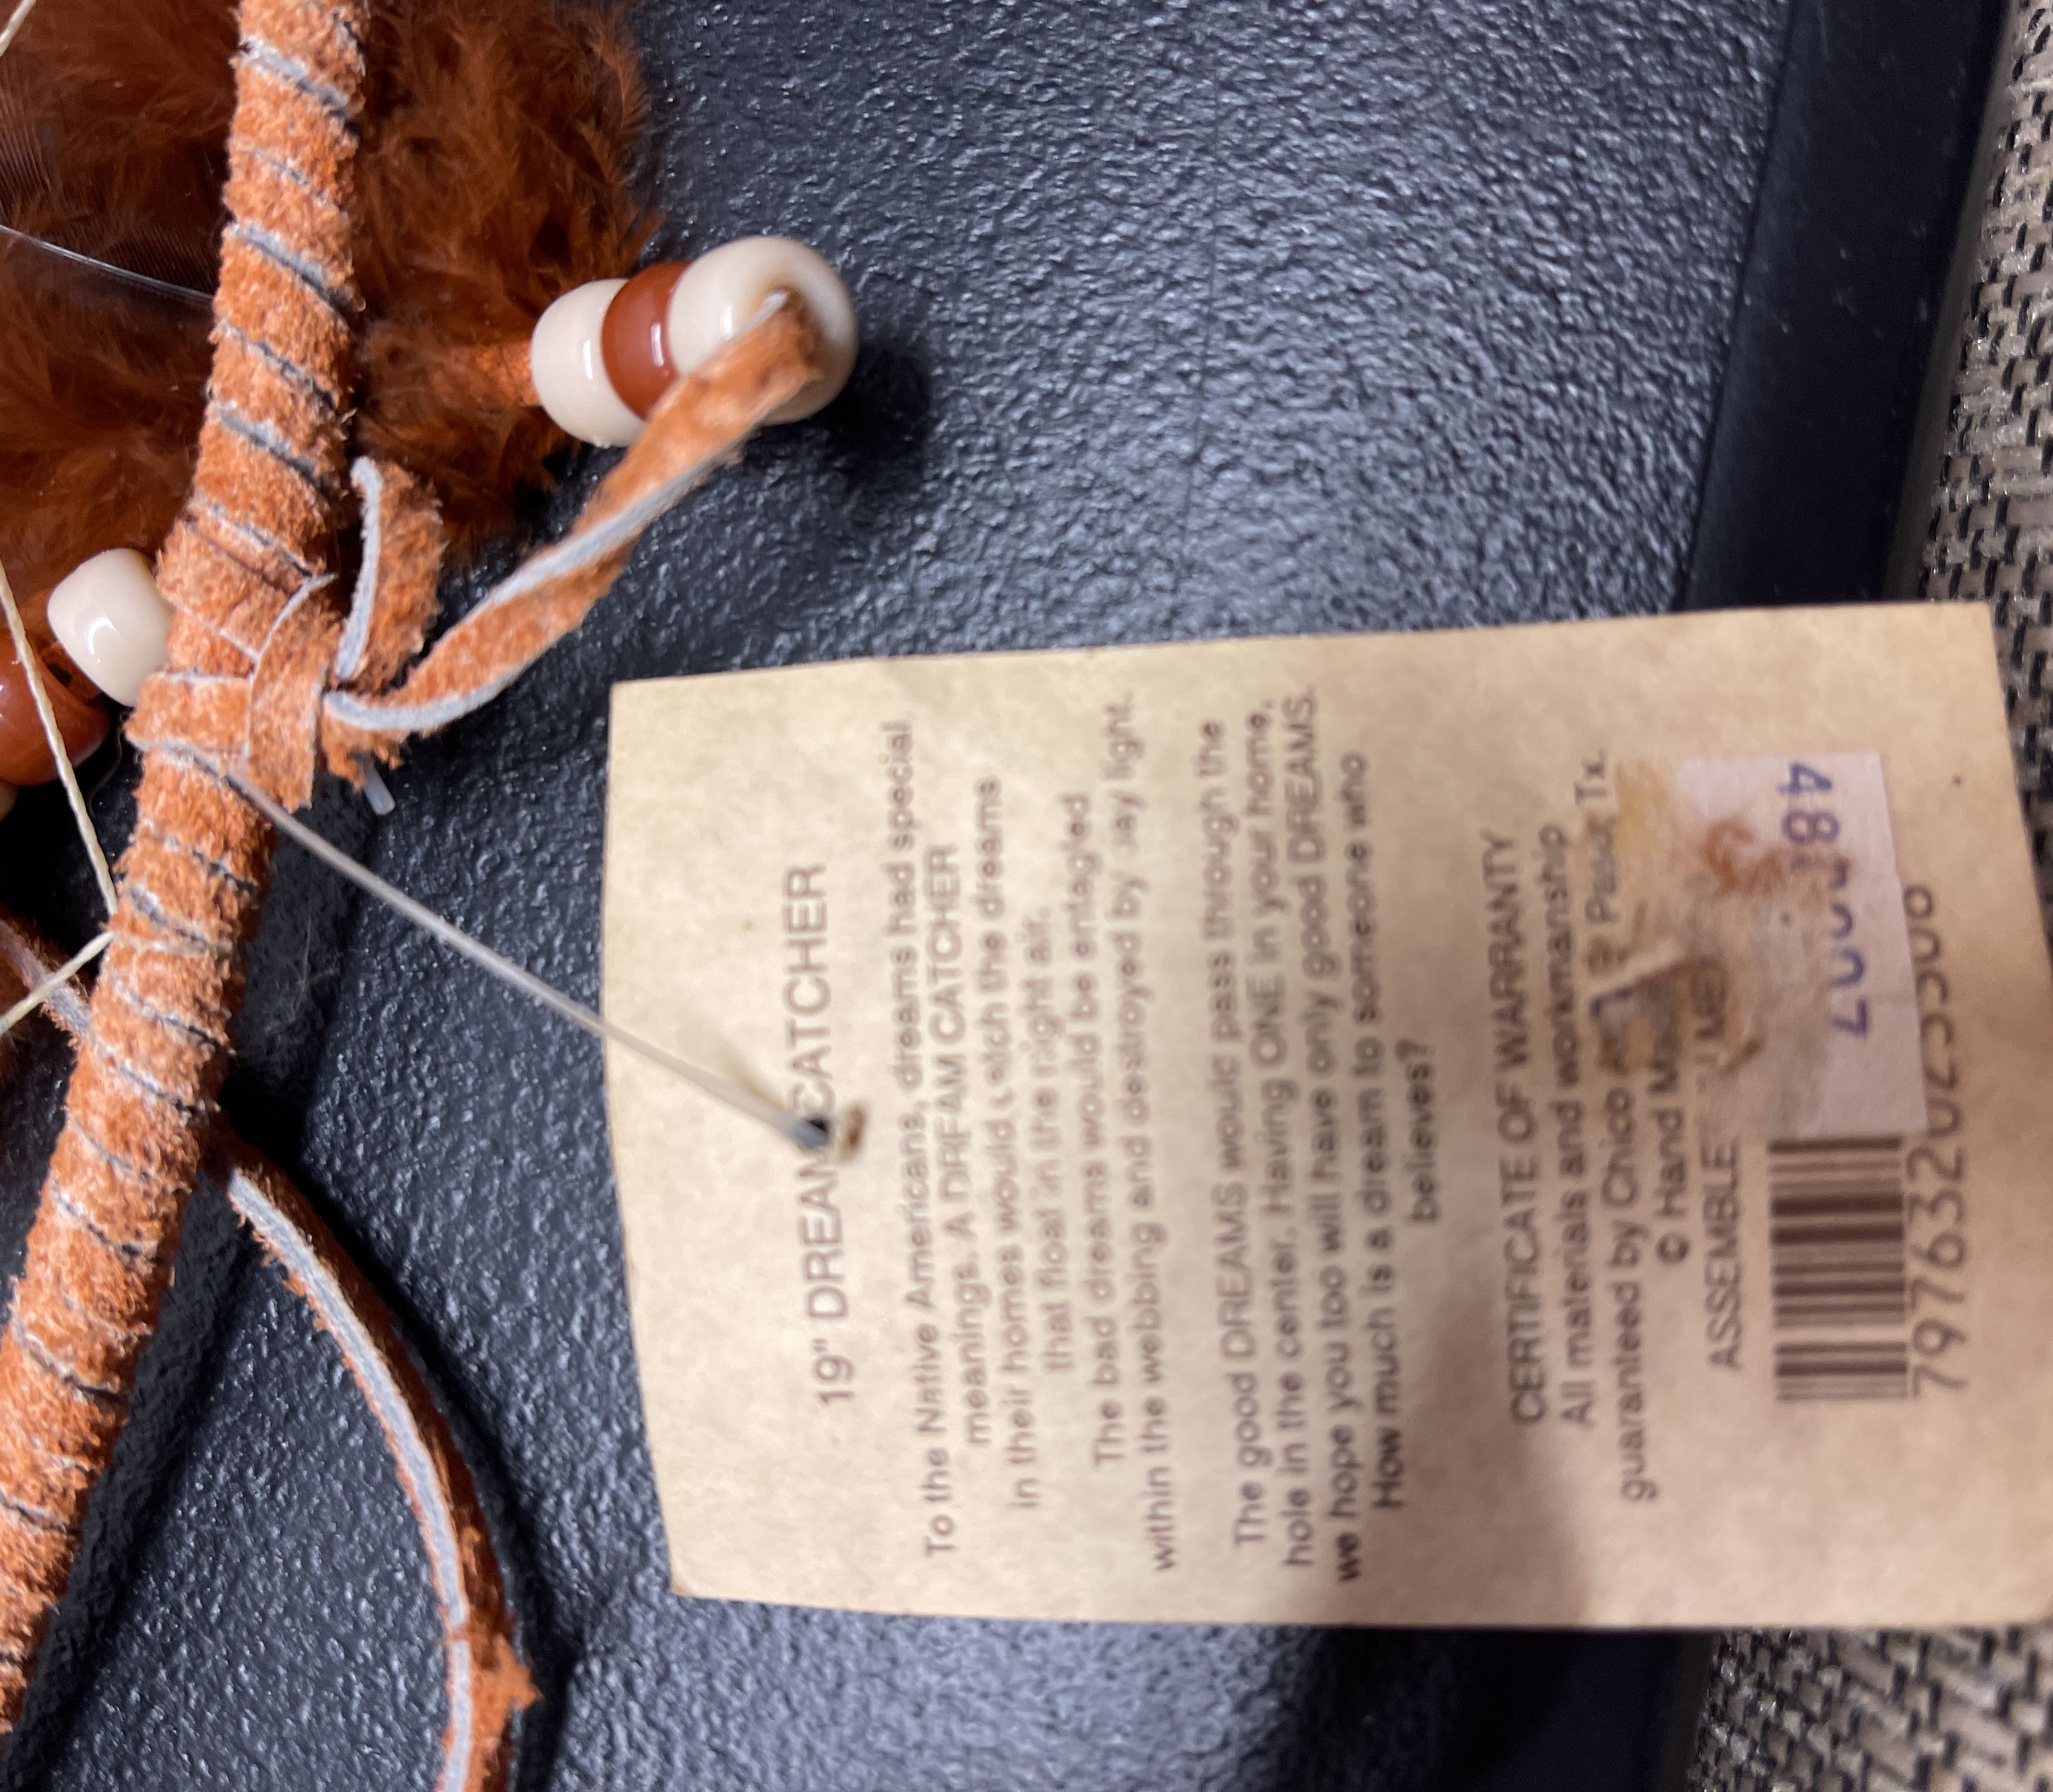 19" DREAM CATCHER
To the Native Americans, dreams had special
meanings. A DREAM CATCHER
in their homes would catch the dreams
that float in the night air.
The bad dreams would be entagled
within the webbing and destroyed by light.
The good DREAMS would pass through the
hole in the center. Having ONE in your home,
we hope you too will have only good DREAMS.
How much is a dream to someone who
believes?
CERTIFICATE OF WARRANTY
All materials and workmanship
guaranteed by Chico Tx.
© Hand
ASSEMBLE